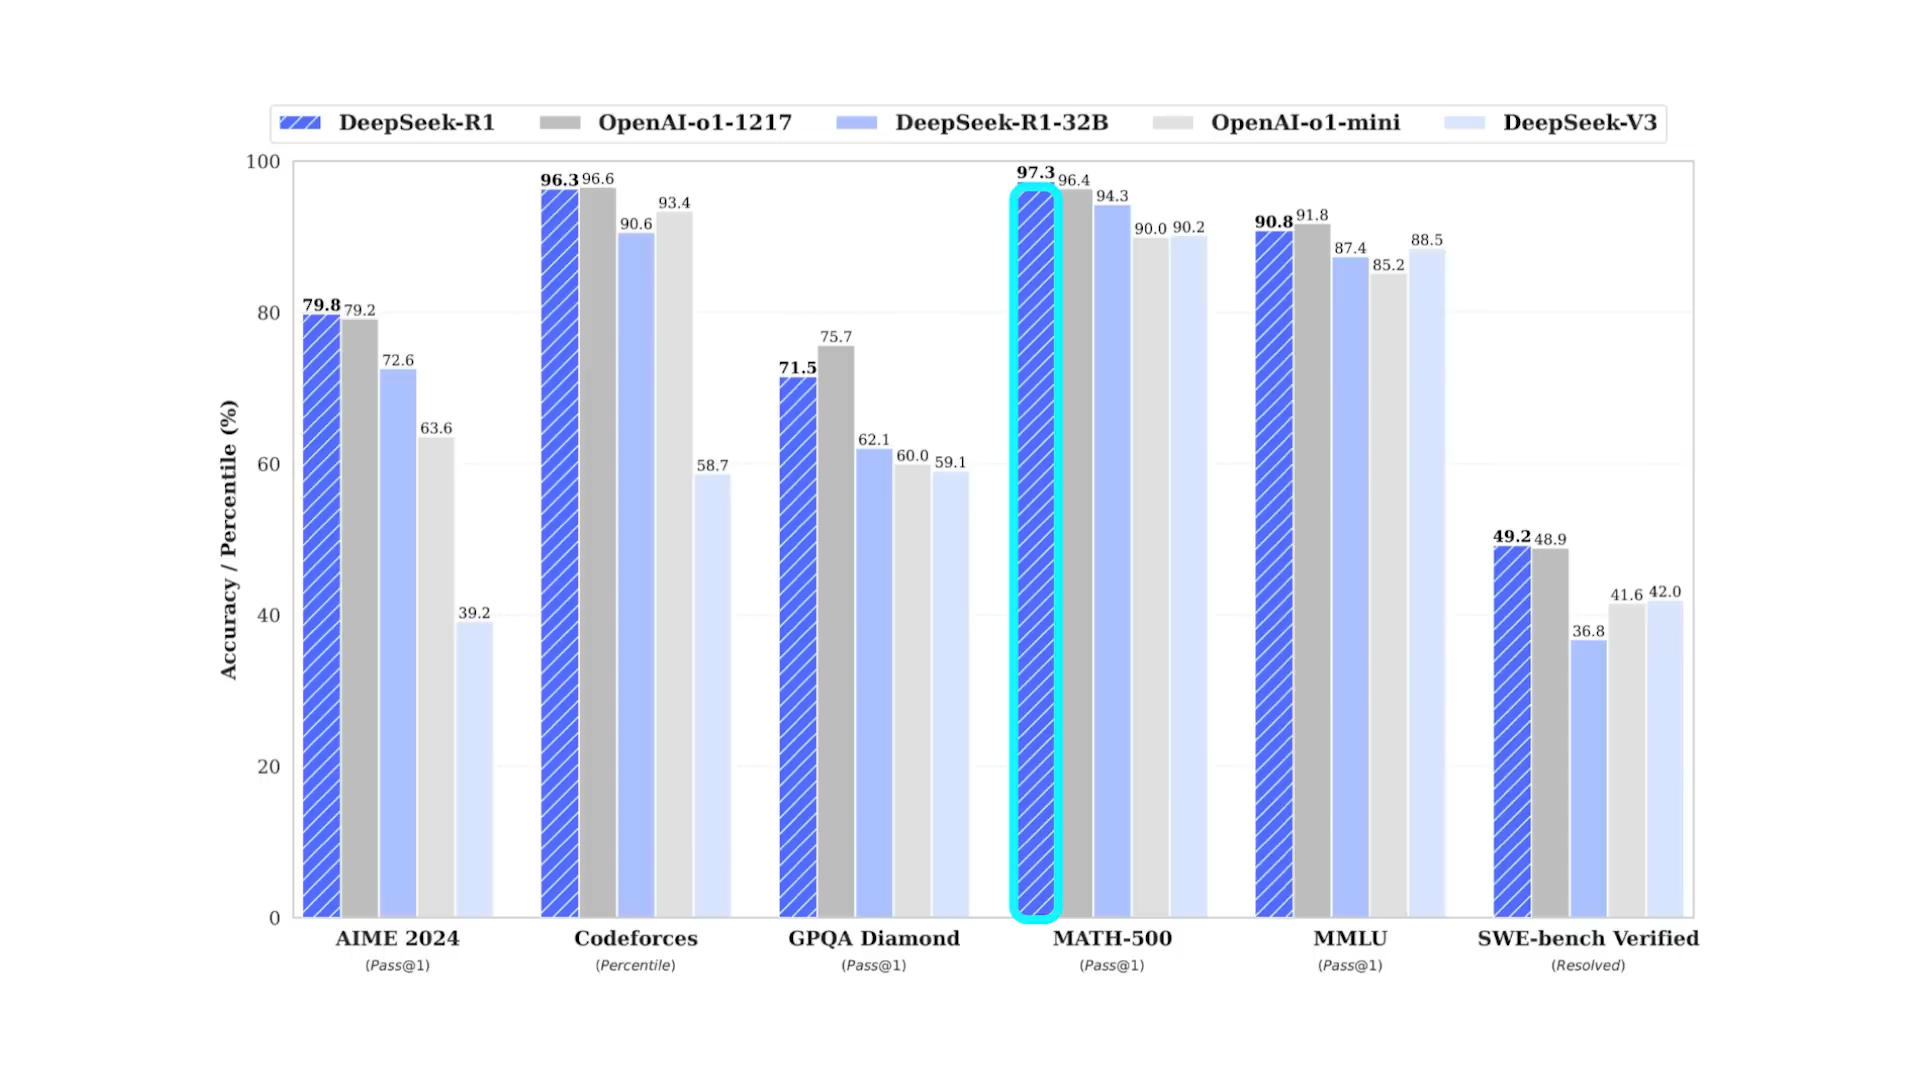 DeepSeek-R1 OpenAI-o1-1217 DeepSeek-R1-32B OpenAI-o1-mini DeepSeek-V3
Accuracy / Percentile (%)
100
80
60
40
20
0
79.8 79.2 72.6 63.6 39.2
96.3 96.6 90.6 93.4 58.7
71.5 75.7 62.1 60.0 59.1
97.3 96.4 94.3 90.0 90.2
90.8 91.8 87.4 85.2 88.5
49.2 48.9 36.8 41.6 42.0
AIME 2024
(Pass@1)
Codeforces
(Percentile)
GPQA Diamond
(Pass@1)
MATH-500
(Pass@1)
MMLU
(Pass@1)
SWE-bench Verified
(Resolved)